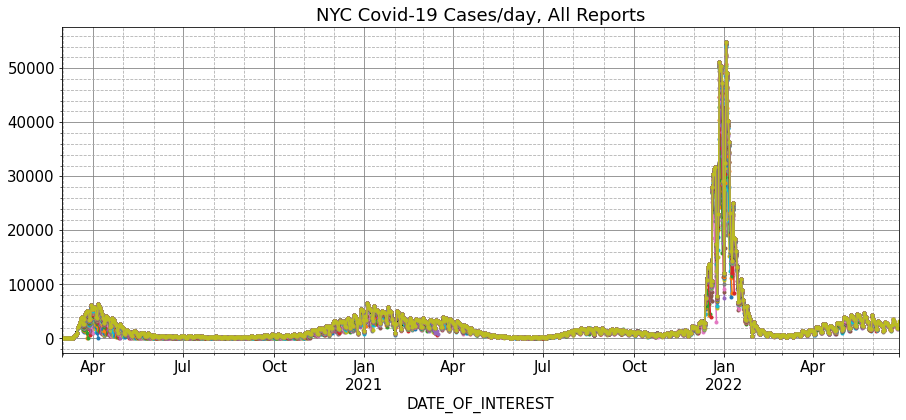 NYC Covid-19 Cases/day, All Reports
50000
40000
30000
20000
10000
0
Apr Jul Oct Jan Apr Jul Oct Jan Apr
2021 2022
DATE_OF_INTEREST